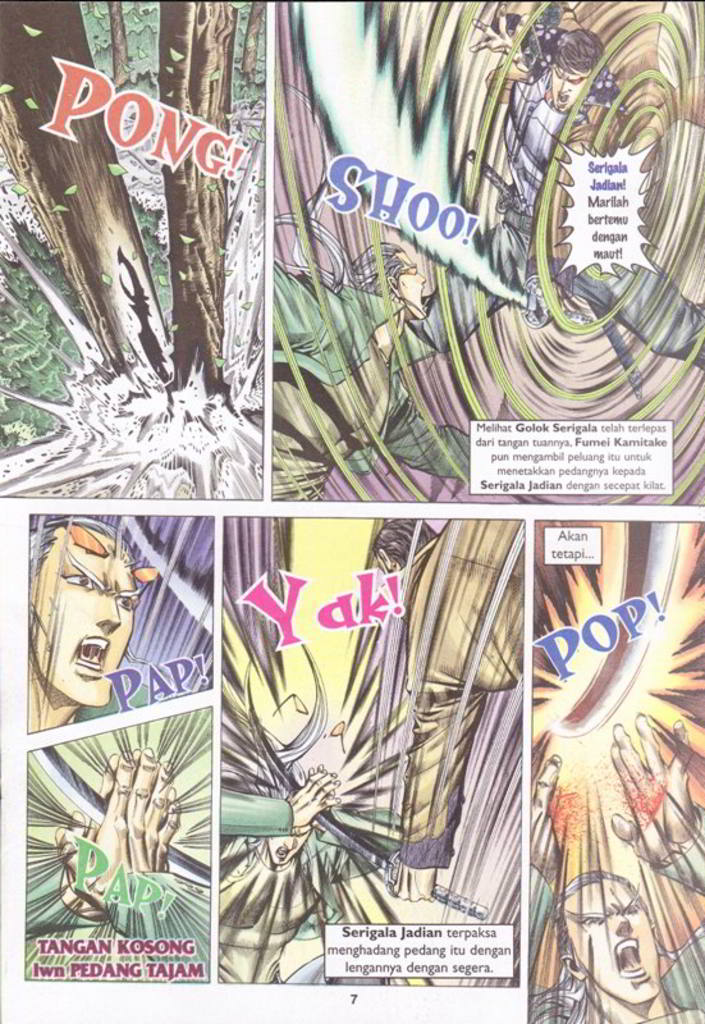 PONG!
SHOO!
Serigala
Jadian!
Marilah
bertemu
dengan
maut!
Melihat Golok Serigala telah terlepas
dari tangan tuannya, Fumei Kamitake
pun mengambil peluang itu untuk
menetakkan pedangnya kepada
Serigala Jadian dengan secepat kilat.
PAP!
PAP!
TANGAN KOSONG
lwn PEDANG TAJAM
Yak!
Serigala Jadian terpaksa
menghadang pedang itu dengan
lengannya dengan segera.
Akan
tetapi...
POP!
7